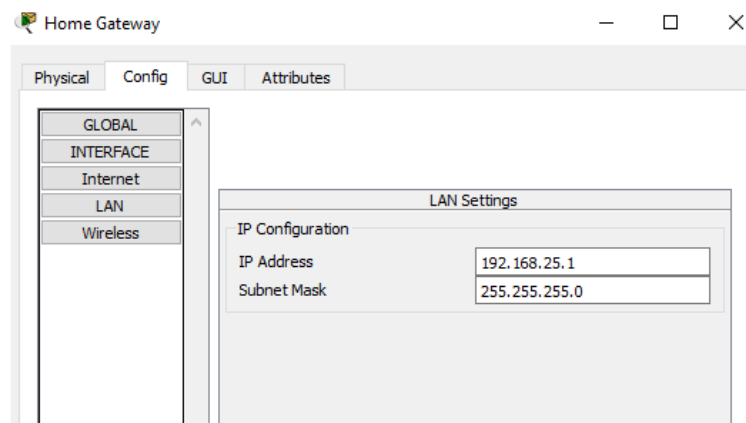 Home Gateway
Physical Config GUI Attributes
GLOBAL
INTERFACE
Internet
LAN
Wireless
LAN Settings
IP Configuration
IP Address 192.168.25.1
Subnet Mask 255.255.255.0